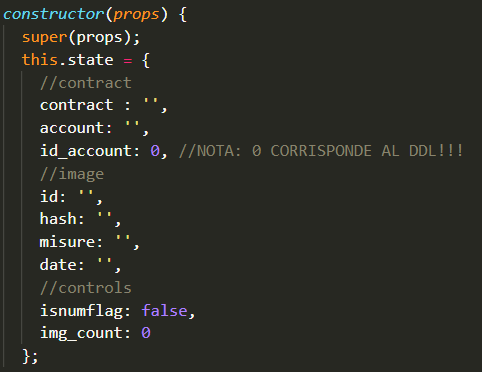 constructor(props) {
super(props);
this.state = {
//contract
contract : '',
account: '',
id_account: 0, //NOTA: 0 CORRISPONDE AL DDL!!!
//image
id: '',
hash: '',
misure: '',
date: '',
//controls
isnumflag: false,
img_count: 0
};